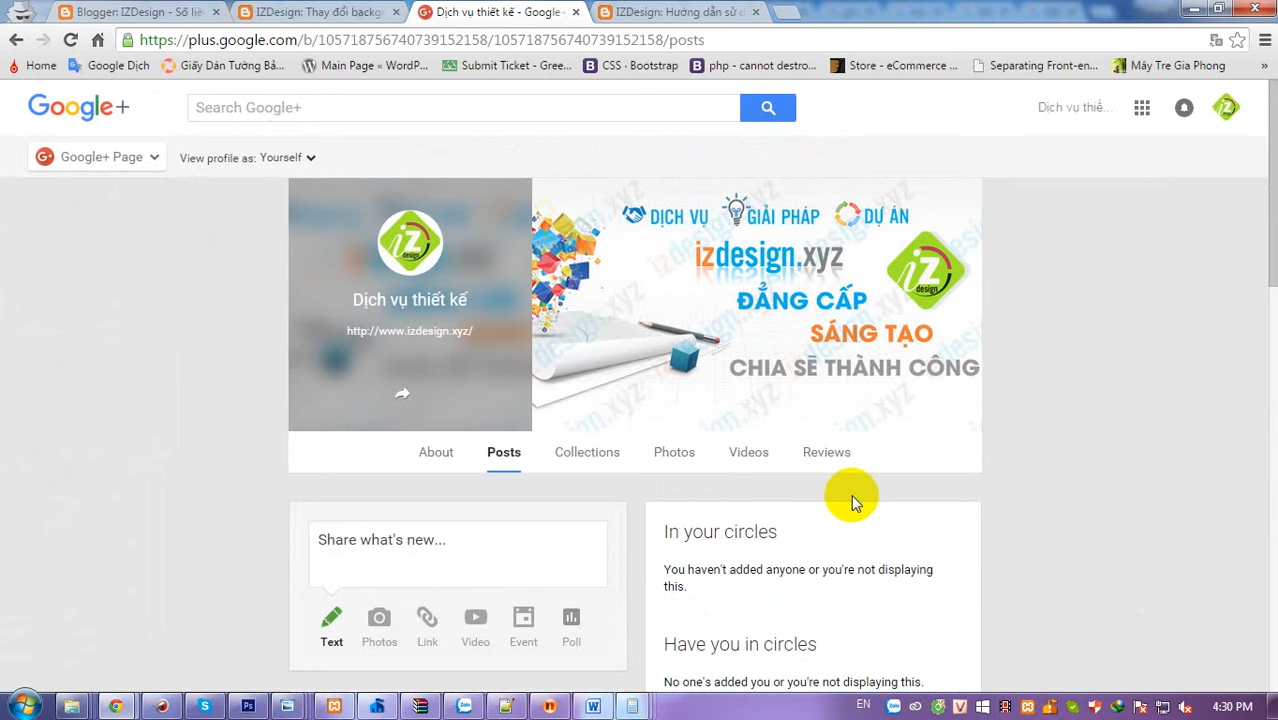 Blogger: IZDesign - Số liệ
IZDesign: Thay đổi backg
Dịch vụ thiết kế - Google
IZDesign: Hướng dẫn sử d
https://plus.google.com/b/105718756740739152158/105718756740739152158/posts
Home
Google Dịch
Giấy Dán Tường Bả...
Main Page « WordP...
Submit Ticket - Gree...
CSS · Bootstrap
php - cannot destro...
Store - eCommerce ...
Separating Front-en...
Mây Tre Gia Phong
Google+
Search Google+
Dịch vụ thiế...
Google+ Page
View profile as: Yourself
DỊCH VỤ
GIẢI PHÁP
DỰ ÁN
izdesign.xyz
ĐẲNG CẤP
SÁNG TẠO
CHIA SẼ THÀNH CÔNG
iz design
iz design
Dịch vụ thiết kế
http://www.izdesign.xyz/
About
Posts
Collections
Photos
Videos
Reviews
Share what's new...
Text
Photos
Link
Video
Event
Poll
In your circles
You haven't added anyone or you're not displaying
this.
Have you in circles
No one's added you or you're not displaying this.
EN
4:30 PM